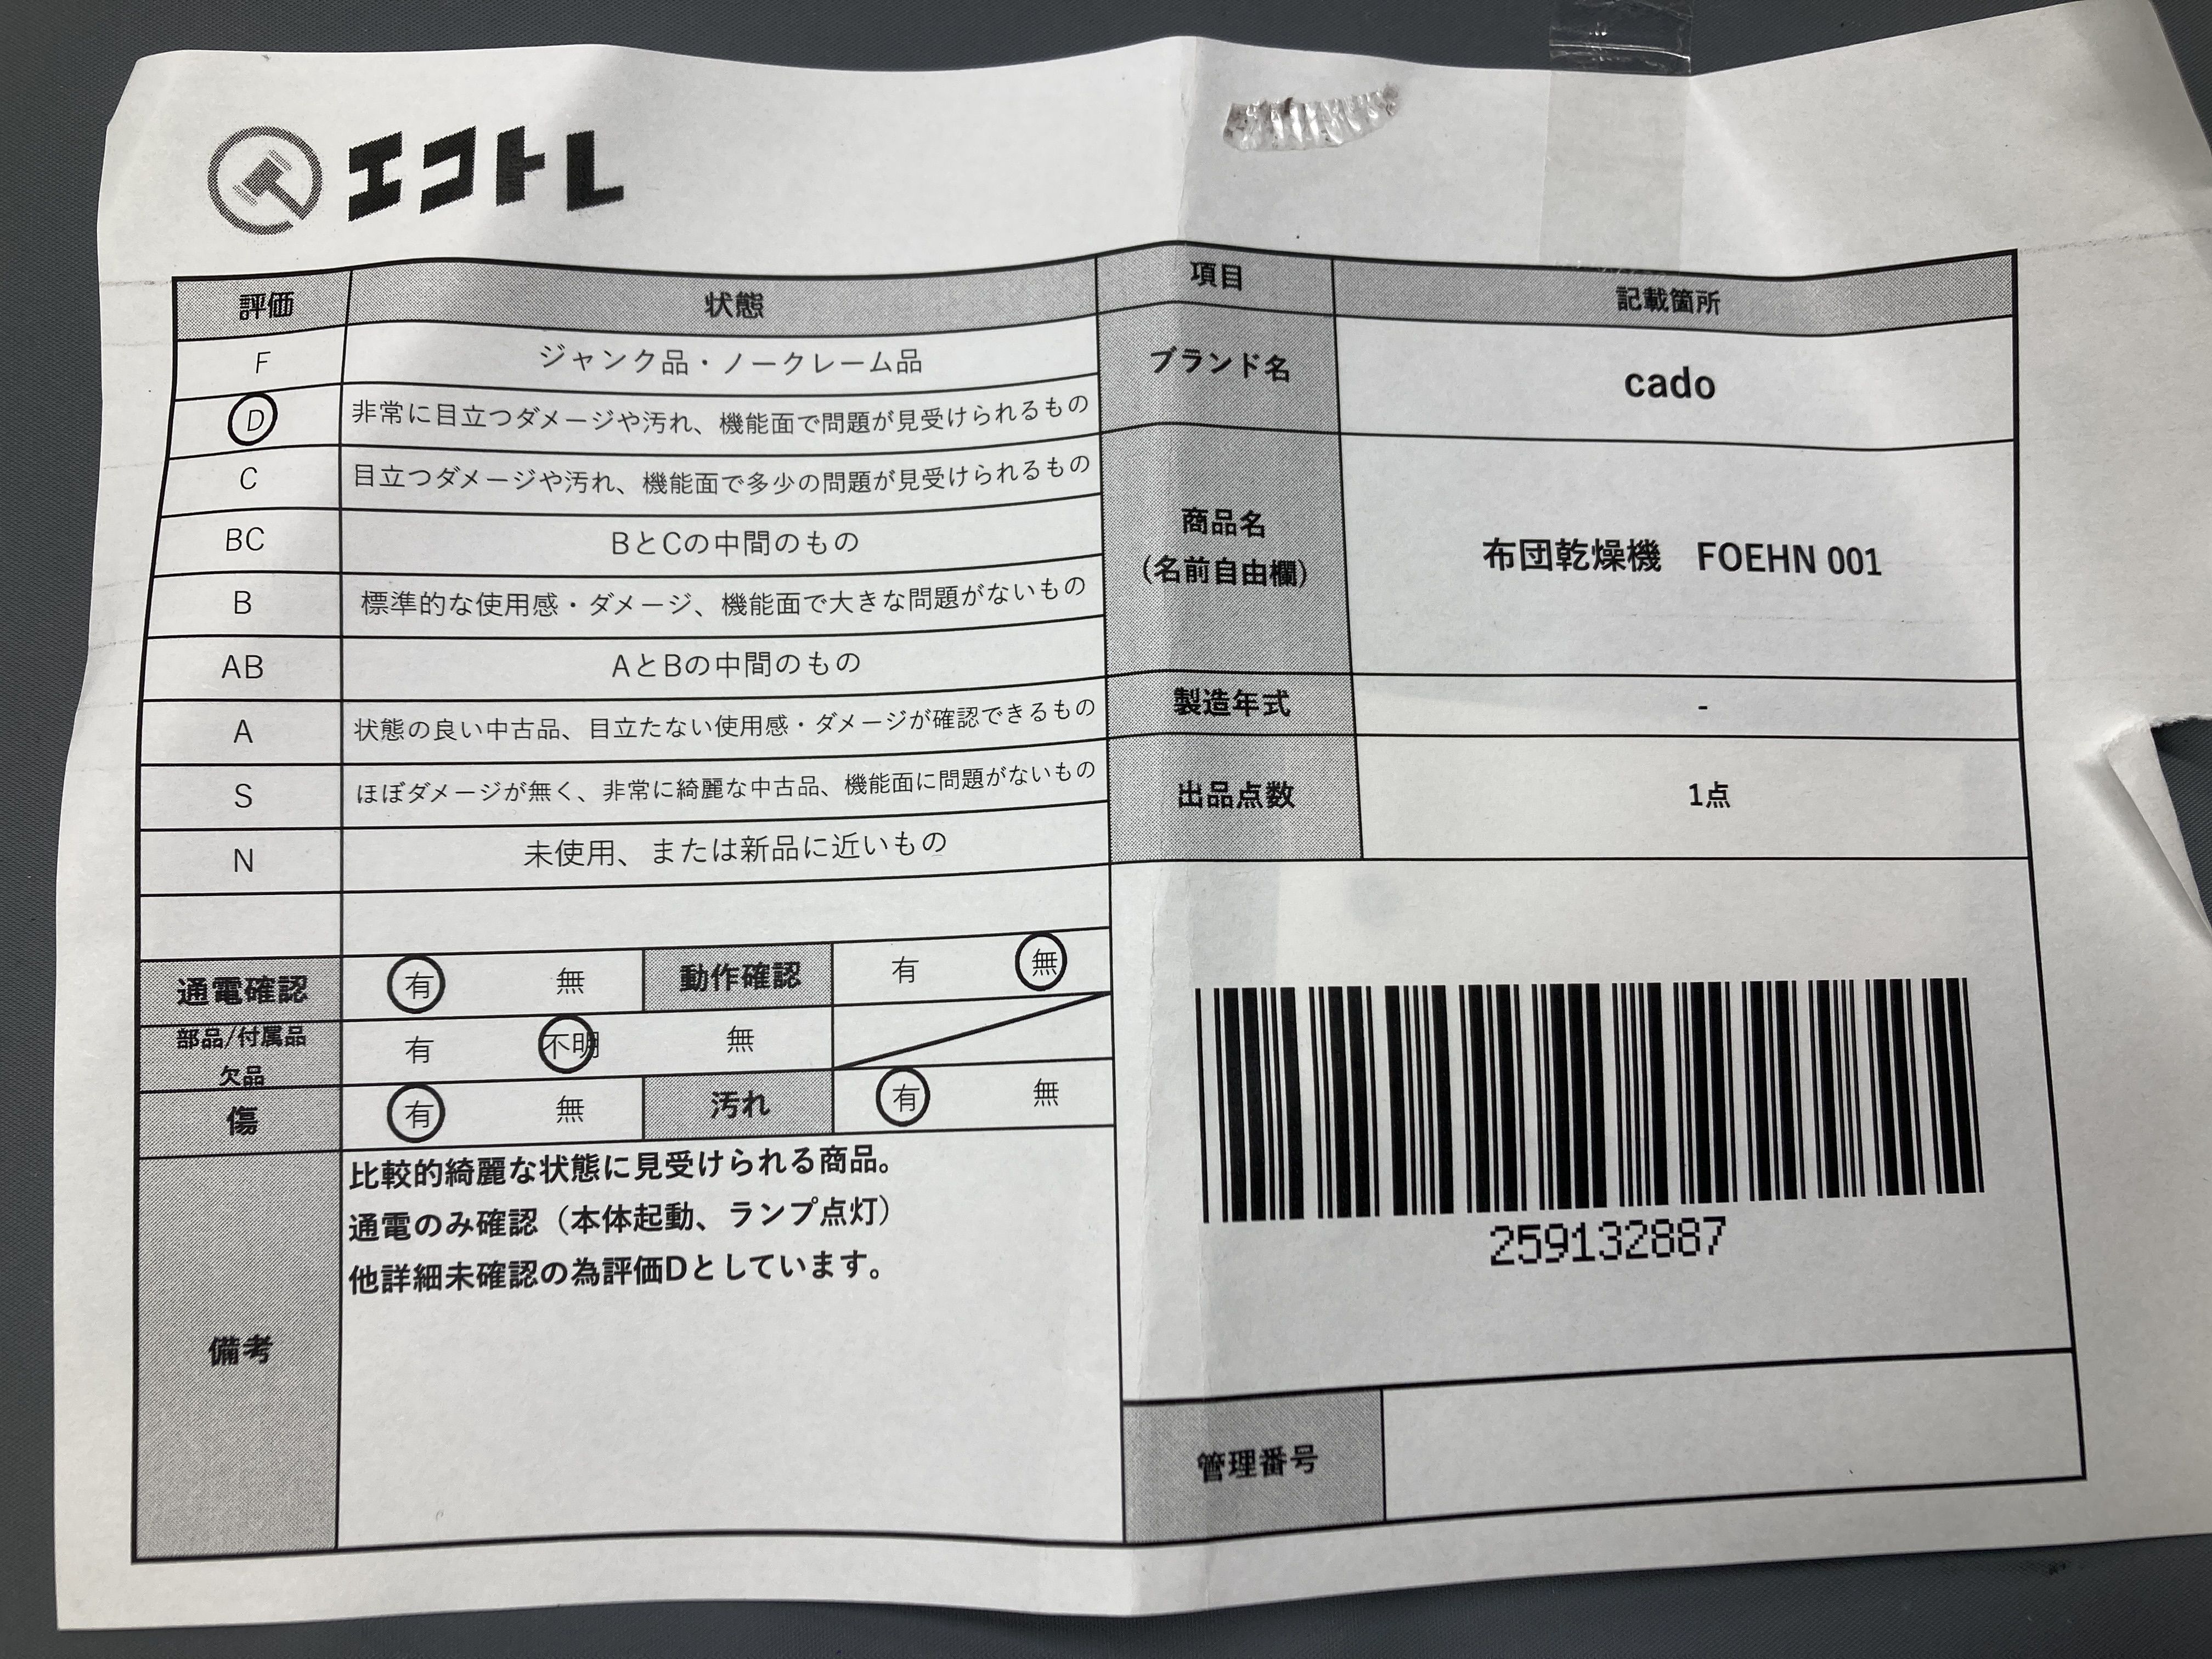 エコトレ
評価 状態
F ジャンク品・ノークレーム品
D 非常に目立つダメージや汚れ、機能面で問題が見受けられるもの
C 目立つダメージや汚れ、機能面で多少の問題が見受けられるもの
BC BとCの中間のもの
B 標準的な使用感・ダメージ、機能面で大きな問題がないもの
AB AとBの中間のもの
A 状態の良い中古品、目立たない使用感・ダメージが確認できるもの
S ほぼダメージが無く、非常に綺麗な中古品、機能面に問題がないもの
N 未使用、または新品に近いもの
通電確認 有 無 動作確認 有 無
部品/付属品
欠品
有 不明 無
傷 有 無 汚れ 有 無
備考
比較的綺麗な状態に見受けられる商品。
通電のみ確認（本体起動、ランプ点灯）
他詳細未確認の為評価Dとしています。
項目 記載箇所
ブランド名 cado
商品名
（名前自由欄）
布団乾燥機　FOEHN 001
製造年式 -
出品点数 1点
259132887
管理番号